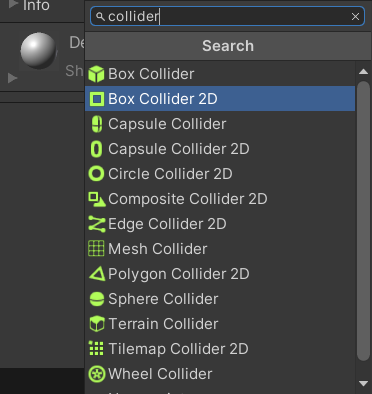 Info
collider
Search
De
Sh
Box Collider
Box Collider 2D
Capsule Collider
Capsule Collider 2D
Circle Collider 2D
Composite Collider 2D
Edge Collider 2D
Mesh Collider
Polygon Collider 2D
Sphere Collider
Terrain Collider
Tilemap Collider 2D
Wheel Collider